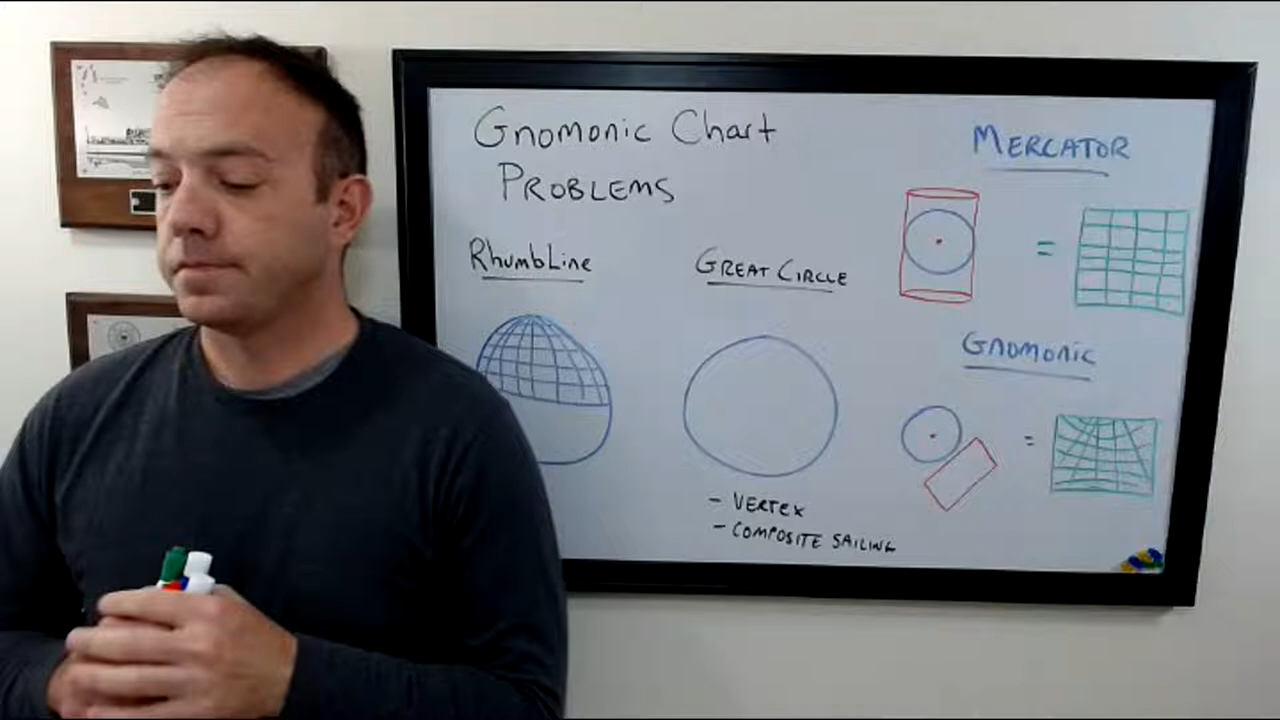 Gnomonic Chart
Problems
RhumbLine
Great Circle
- Vertex
- Composite Sailing
Mercator
=
Gnomonic
=